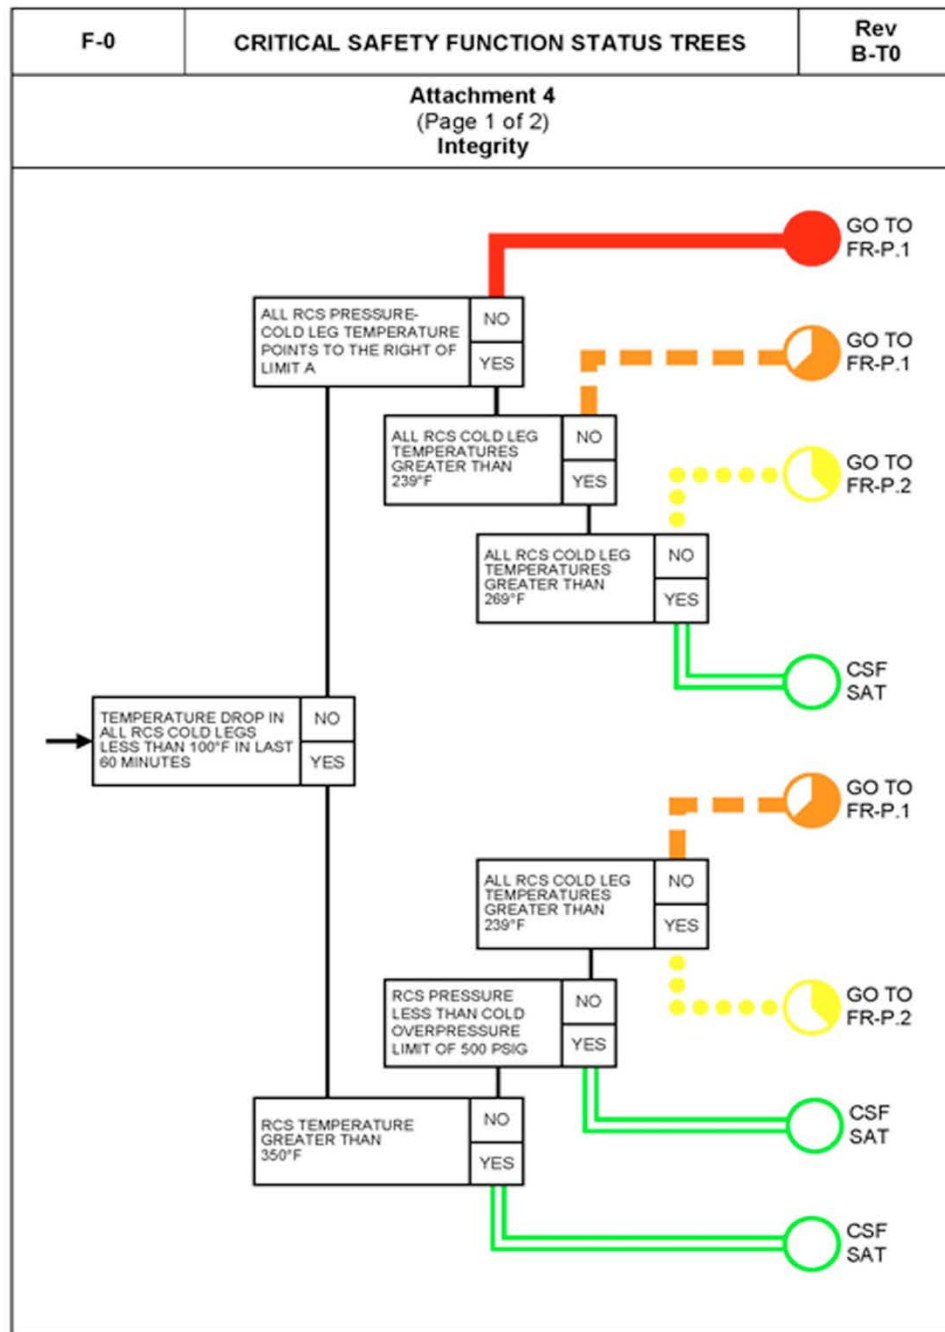 F-0
CRITICAL SAFETY FUNCTION STATUS TREES
Rev
B-T0
Attachment 4
(Page 1 of 2)
Integrity
GO TO
FR-P.1
ALL RCS PRESSURE-
COLD LEG TEMPERATURE
POINTS TO THE RIGHT OF
LIMIT A
NO
YES
GO TO
FR-P.1
ALL RCS COLD LEG
TEMPERATURES
GREATER THAN
239°F
NO
YES
GO TO
FR-P.2
ALL RCS COLD LEG
TEMPERATURES
GREATER THAN
269°F
NO
YES
CSF
SAT
TEMPERATURE DROP IN
ALL RCS COLD LEGS
LESS THAN 100°F IN LAST
60 MINUTES
NO
YES
GO TO
FR-P.1
ALL RCS COLD LEG
TEMPERATURES
GREATER THAN
239°F
NO
YES
GO TO
FR-P.2
RCS PRESSURE
LESS THAN COLD
OVERPRESSURE
LIMIT OF 500 PSIG
NO
YES
CSF
SAT
RCS TEMPERATURE
GREATER THAN
350°F
NO
YES
CSF
SAT